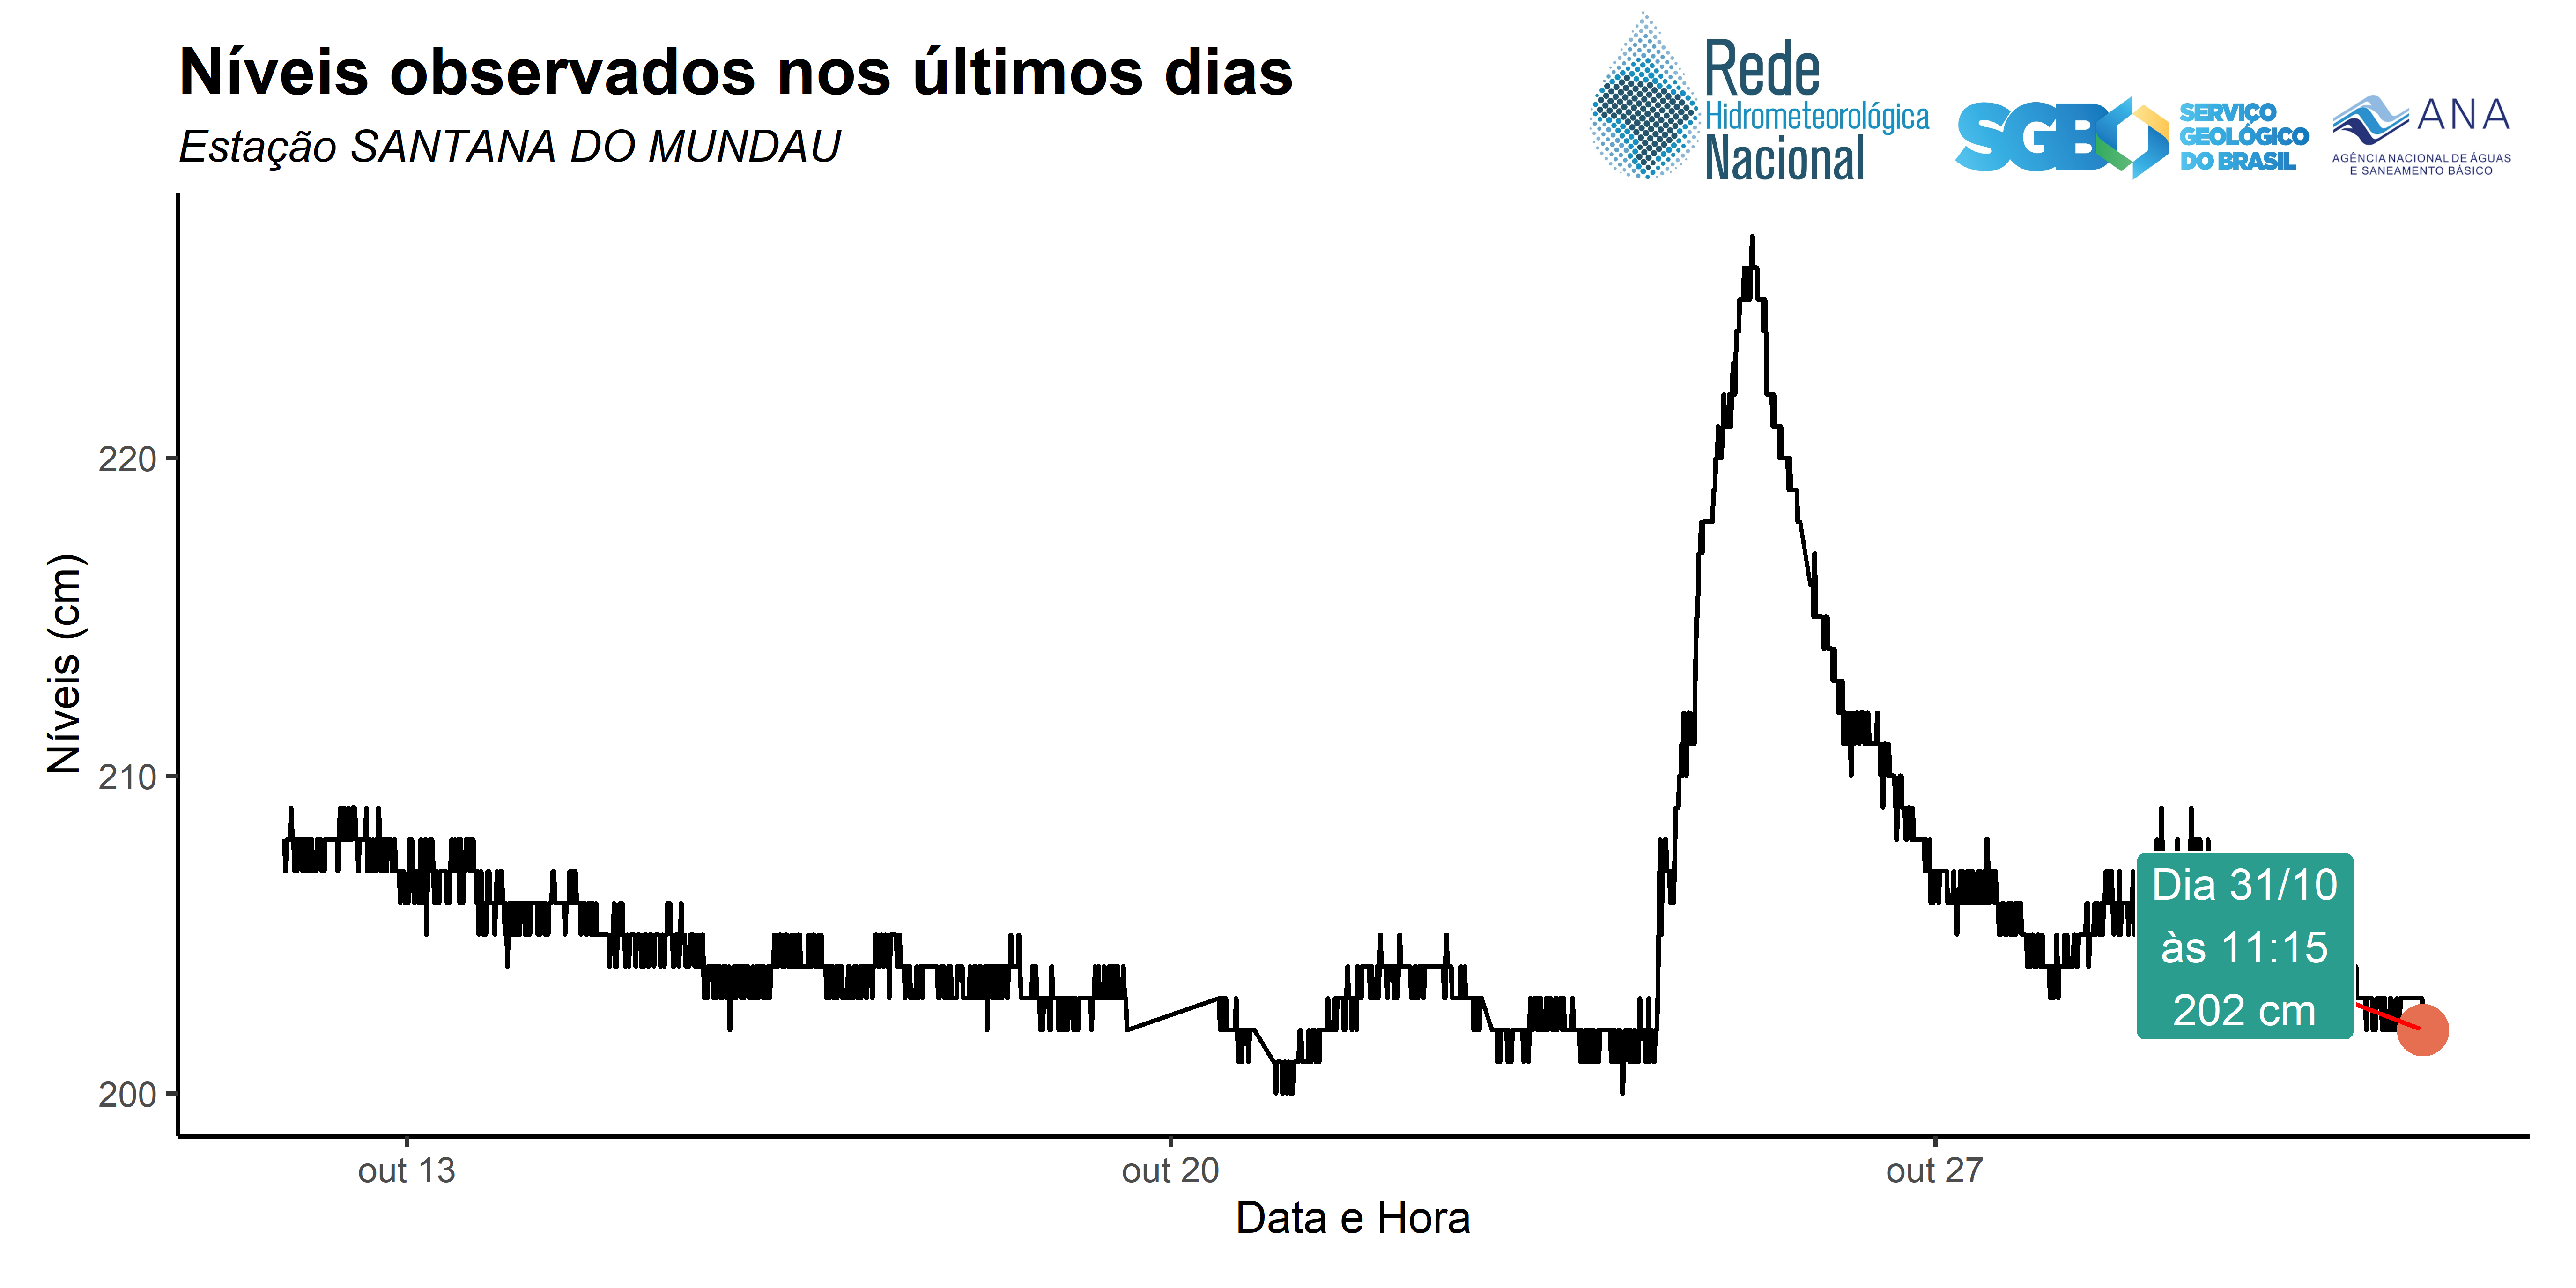 Níveis observados nos últimos dias
Estação SANTANA DO MUNDAU
Rede
Hidrometeorológica
Nacional
SGB
SERVIÇO
GEOLÓGICO
DO BRASIL
ANA
AGÊNCIA NACIONAL DE ÁGUAS
E SANEAMENTO BÁSICO
Níveis (cm)
220
210
200
Dia 31/10
às 11:15
202 cm
out 13
out 20
out 27
Data e Hora